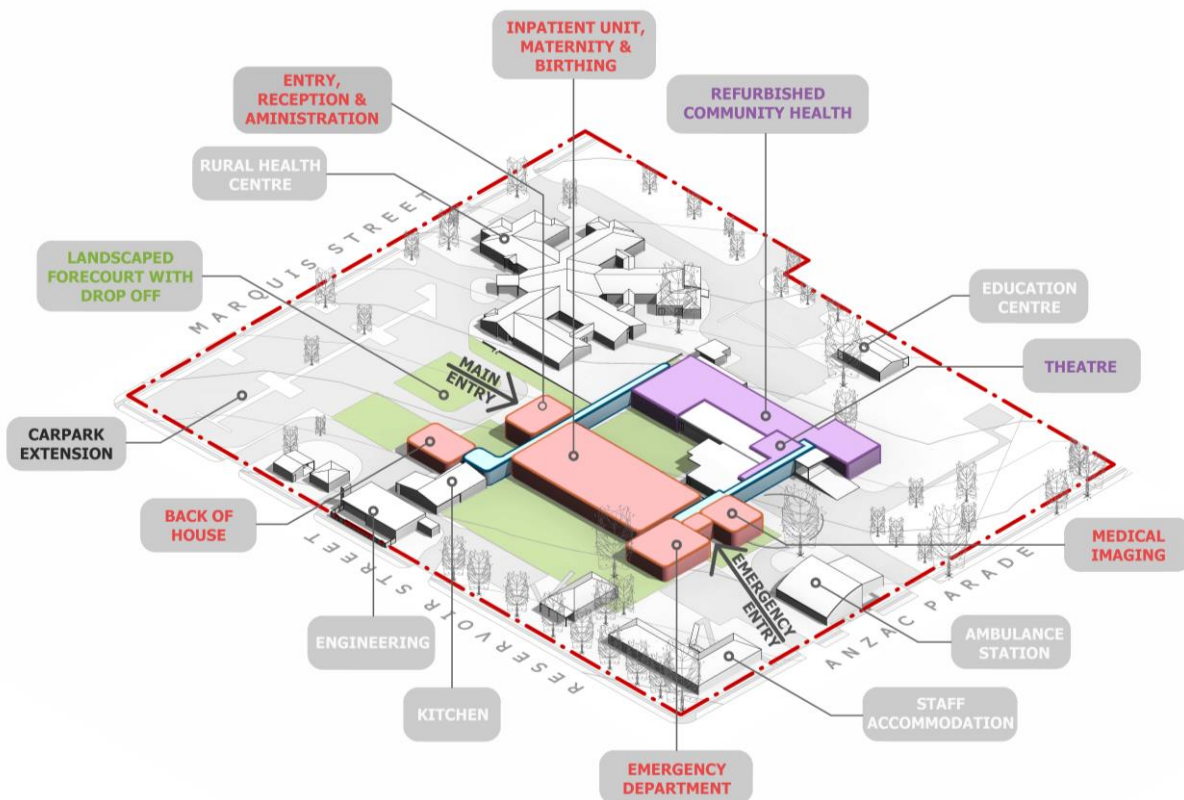 INPATIENT UNIT,
MATERNITY &
BIRTHING
ENTRY,
RECEPTION &
AMINISTRATION
REFURBISHED
COMMUNITY HEALTH
RURAL HEALTH
CENTRE
MARQUIS STREET
LANDSCAPED
FORECOURT WITH
DROP OFF
EDUCATION
CENTRE
THEATRE
MAIN
ENTRY
CARPARK
EXTENSION
BACK OF
HOUSE
MEDICAL
IMAGING
EMERGENCY
ENTRY
RESERVOIR STREET
ANZAC PARADE
ENGINEERING
AMBULANCE
STATION
KITCHEN
STAFF
ACCOMMODATION
EMERGENCY
DEPARTMENT